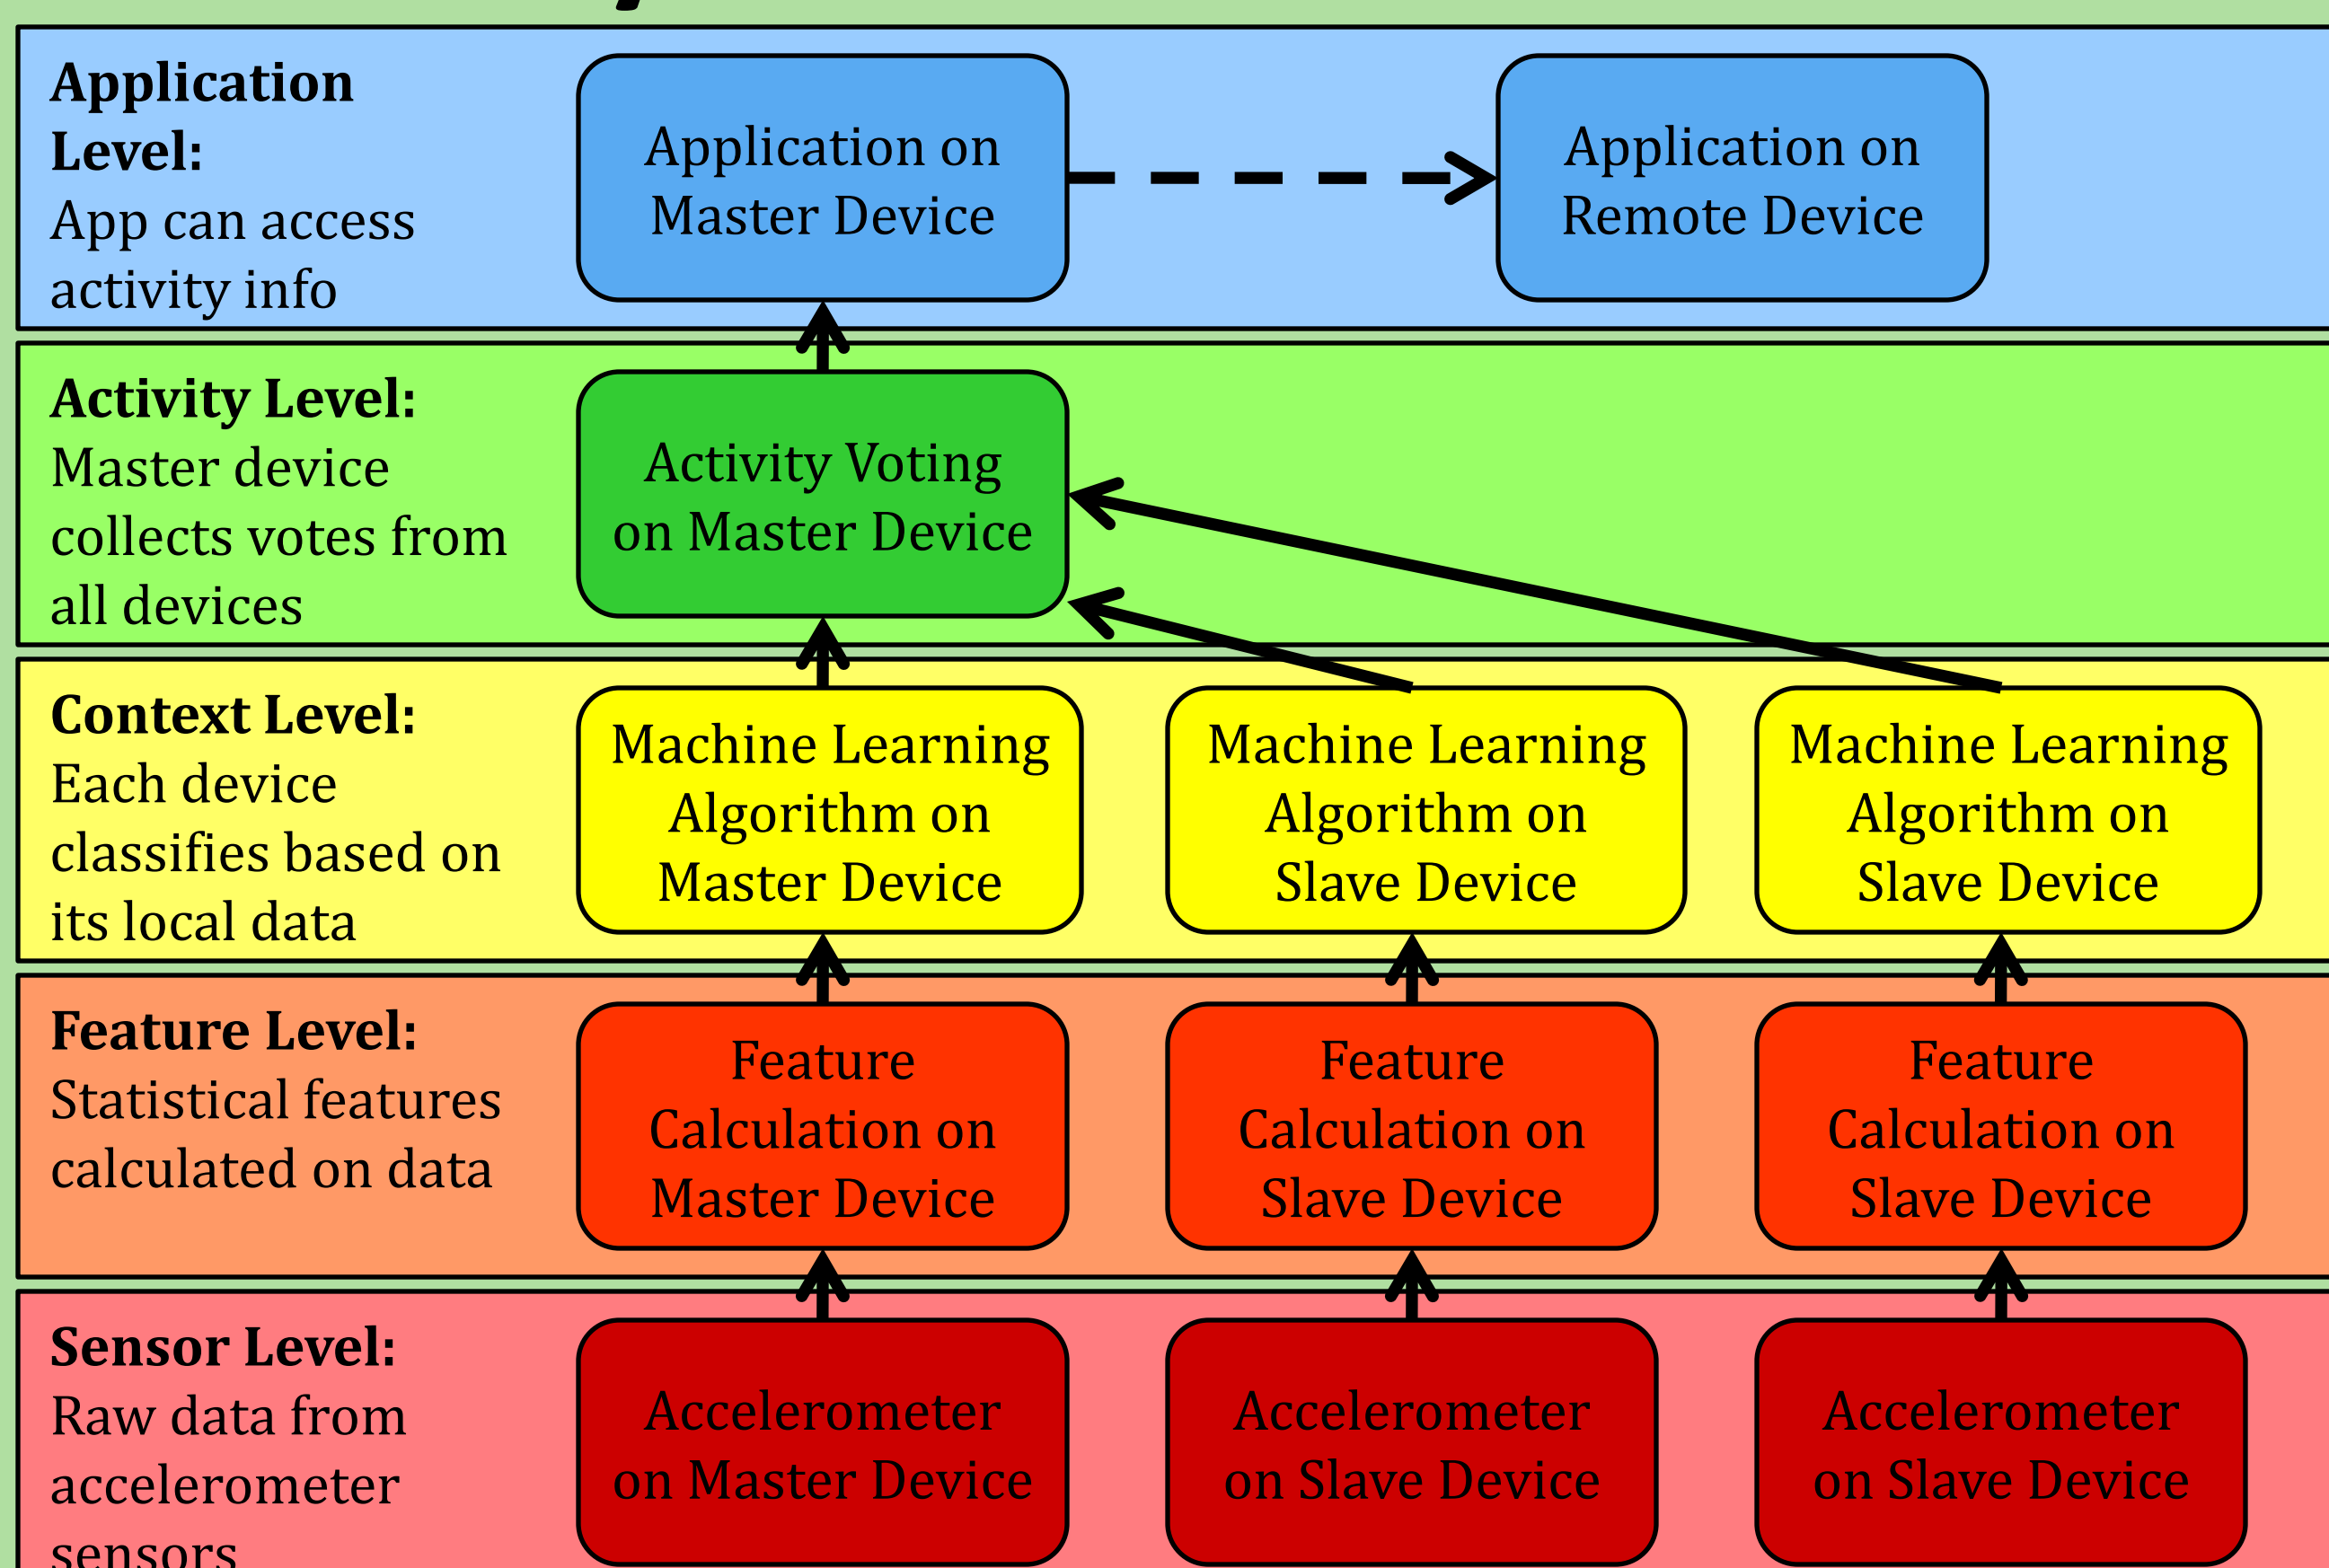 Application
Level:
App can access
activity info
Application on
Master Device
Application on
Remote Device
Activity Level:
Master device
collects votes from
all devices
Activity Voting
on Master Device
Context Level:
Each device
classifies based on
its local data
Machine Learning
Algorithm on
Master Device
Machine Learning
Algorithm on
Slave Device
Machine Learning
Algorithm on
Slave Device
Feature Level:
Statistical features
calculated on data
Feature
Calculation on
Master Device
Feature
Calculation on
Slave Device
Feature
Calculation on
Slave Device
Sensor Level:
Raw data from
accelerometer
sensors
Accelerometer
on Master Device
Accelerometer
on Slave Device
Accelerometer
on Slave Device